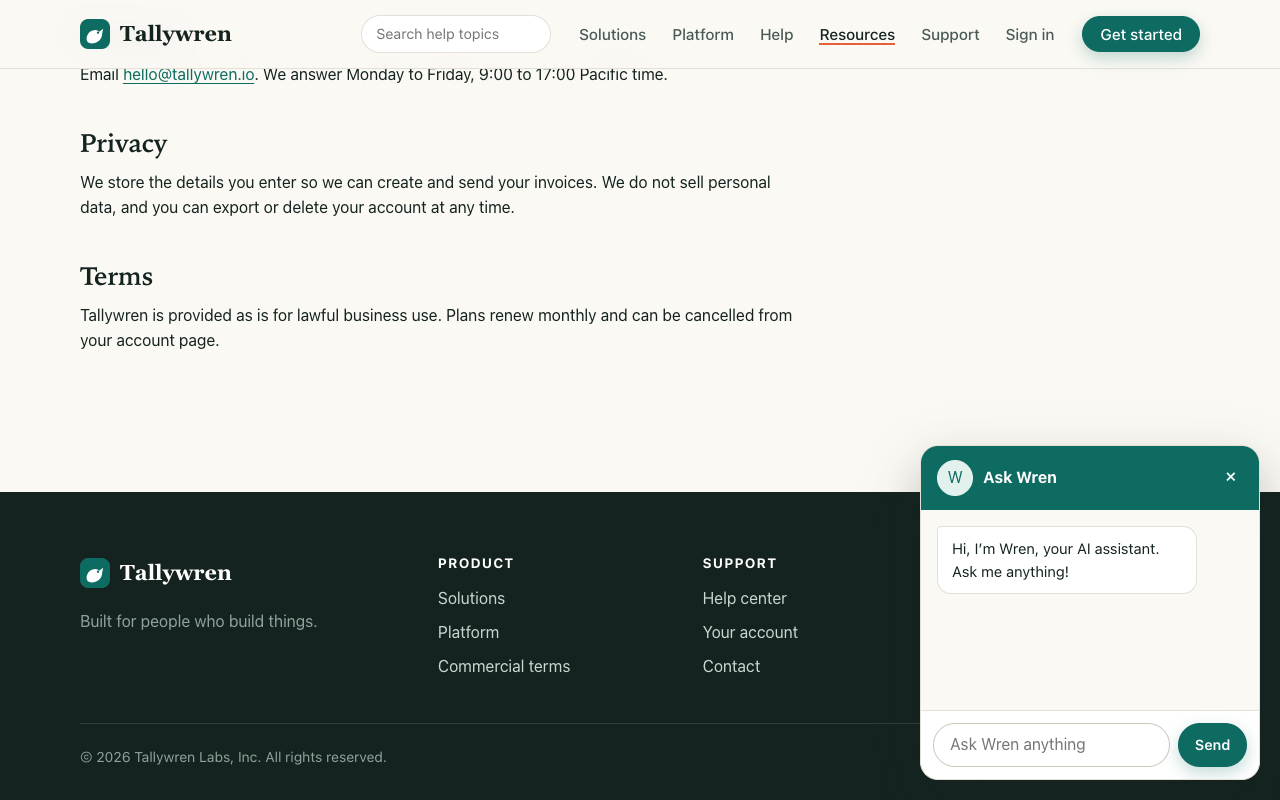 Tallywren
Search help topics
Solutions
Platform
Help
Resources
Support
Sign in
Get started
Email hello@tallywren.io. We answer Monday to Friday, 9:00 to 17:00 Pacific time.
Privacy
We store the details you enter so we can create and send your invoices. We do not sell personal
data, and you can export or delete your account at any time.
Terms
Tallywren is provided as is for lawful business use. Plans renew monthly and can be cancelled from
your account page.
Tallywren
Built for people who build things.
PRODUCT
Solutions
Platform
Commercial terms
SUPPORT
Help center
Your account
Contact
© 2026 Tallywren Labs, Inc. All rights reserved.
W
Ask Wren
×
Hi, I’m Wren, your AI assistant.
Ask me anything!
Ask Wren anything
Send